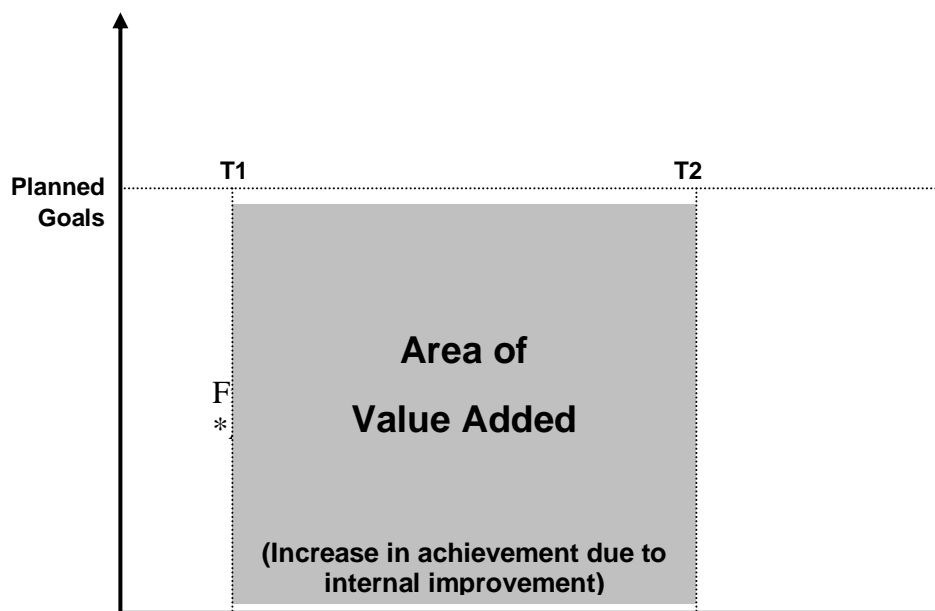 T1
T2
Planned
Goals
Area of
F
Value Added
*
(Increase in achievement due to
internal improvement)